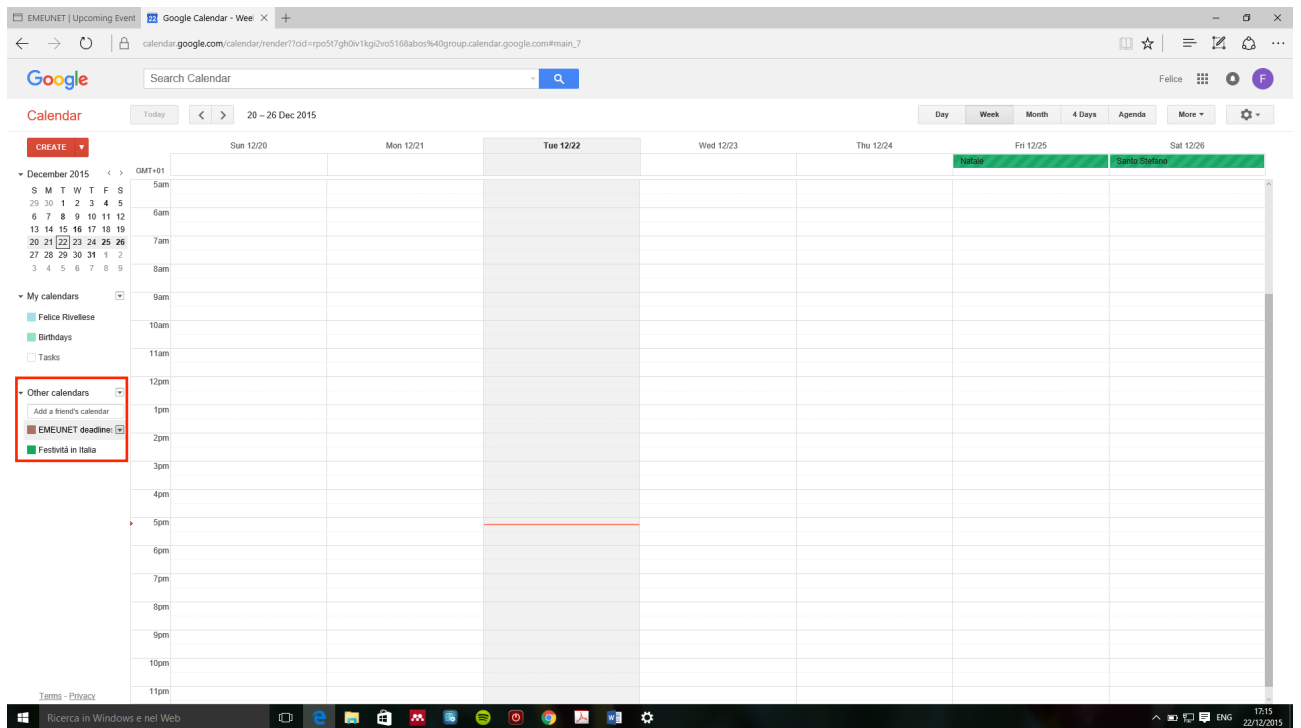 EMEUNET | Upcoming Event
22 Google Calendar - Weel
calendar.google.com/calendar/render??cid=rpo5t7gh0iv1kgi2vo5168abos%40group.calendar.google.com#main_7
Google
Search Calendar
Felice
F
Calendar
Today
20 – 26 Dec 2015
Day Week Month 4 Days Agenda More
CREATE
Sun 12/20 Mon 12/21 Tue 12/22 Wed 12/23 Thu 12/24 Fri 12/25 Sat 12/26
GMT+01
Natale
Santo Stefano
December 2015
S M T W T F S
29 30 1 2 3 4 5
6 7 8 9 10 11 12
13 14 15 16 17 18 19
20 21 22 23 24 25 26
27 28 29 30 31 1 2
3 4 5 6 7 8 9
My calendars
Felice Rivellese
Birthdays
Tasks
Other calendars
Add a friend's calendar
EMEUNET deadline:
Festività in Italia
5am
6am
7am
8am
9am
10am
11am
12pm
1pm
2pm
3pm
4pm
5pm
6pm
7pm
8pm
9pm
10pm
11pm
Terms - Privacy
Ricerca in Windows e nel Web
ENG
17:15
22/12/2015